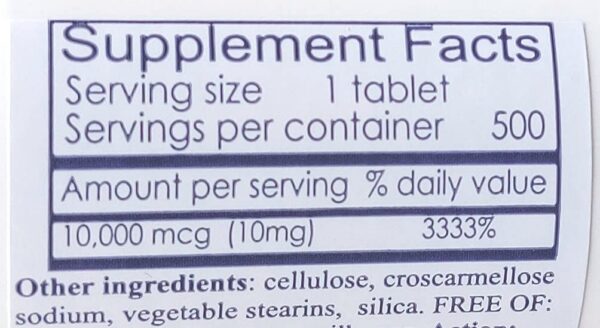 Supplement Facts
Serving size 1 tablet
Servings per container 500
Amount per serving % daily value
10,000 mcg (10mg) 3333%
Other ingredients: cellulose, croscarmellose
sodium, vegetable stearins, silica. FREE OF: